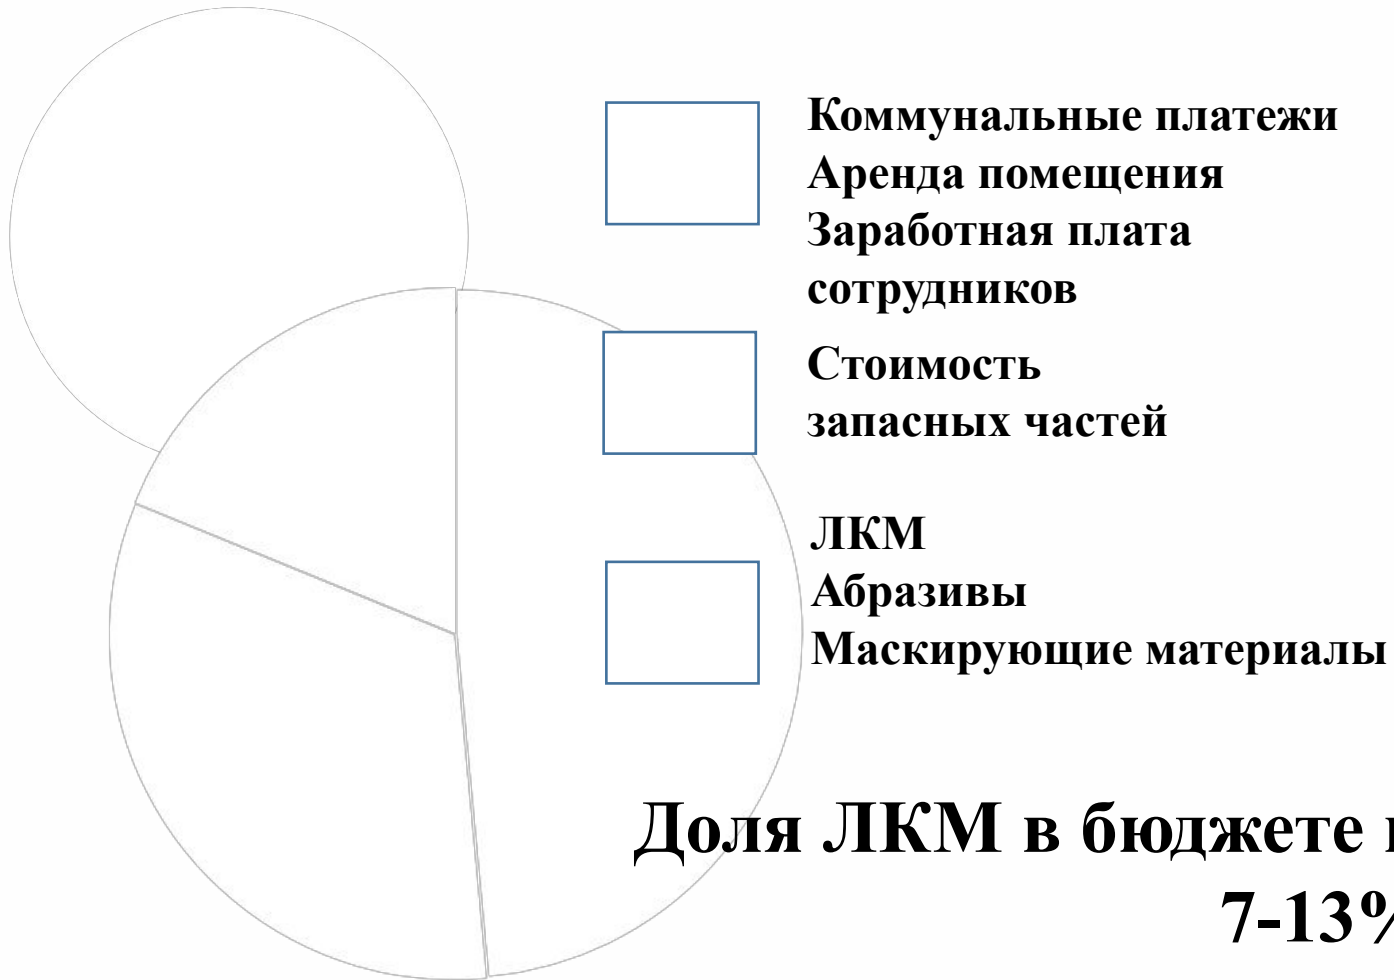 Коммунальные платежи
Аренда помещения
Заработная плата
сотрудников
Стоимость
запасных частей
ЛКМ
Абразивы
Маскирующие материалы
Доля ЛКМ в бюджете
7-13%